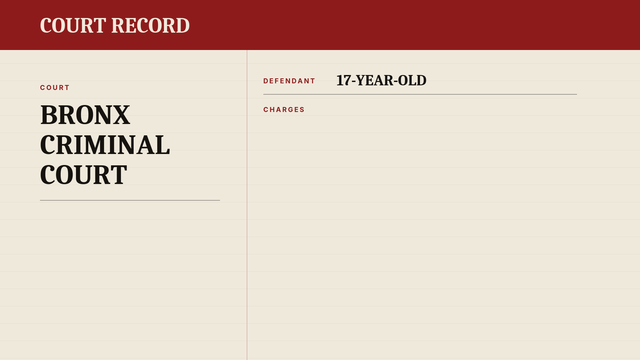 COURT RECORD
COURT
BRONX
CRIMINAL
COURT
DEFENDANT 17-YEAR-OLD
CHARGES